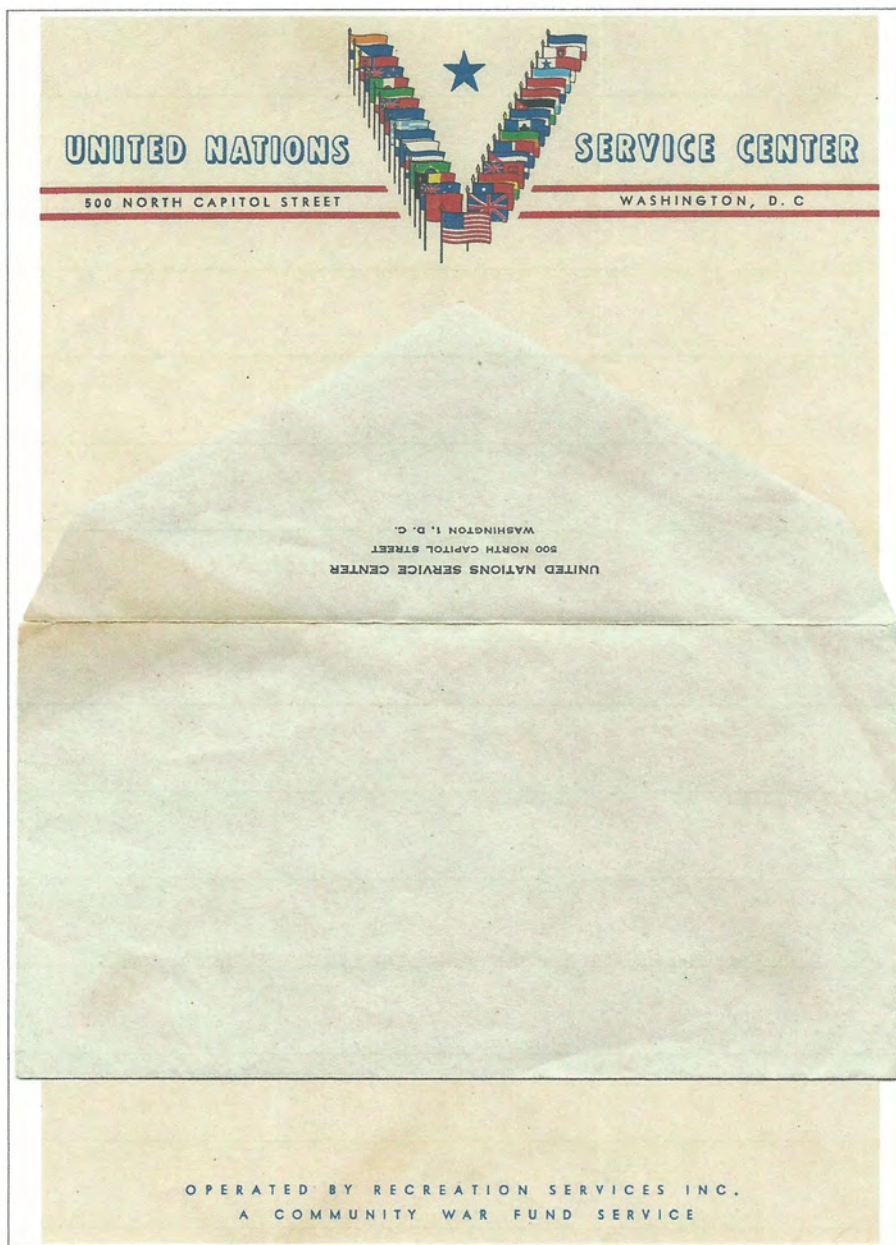 UNITED NATIONS SERVICE CENTER
500 NORTH CAPITOL STREET WASHINGTON, D. C
UNITED NATIONS SERVICE CENTER
500 NORTH CAPITOL STREET
WASHINGTON 1, D. C.
OPERATED BY RECREATION SERVICES INC.
A COMMUNITY WAR FUND SERVICE